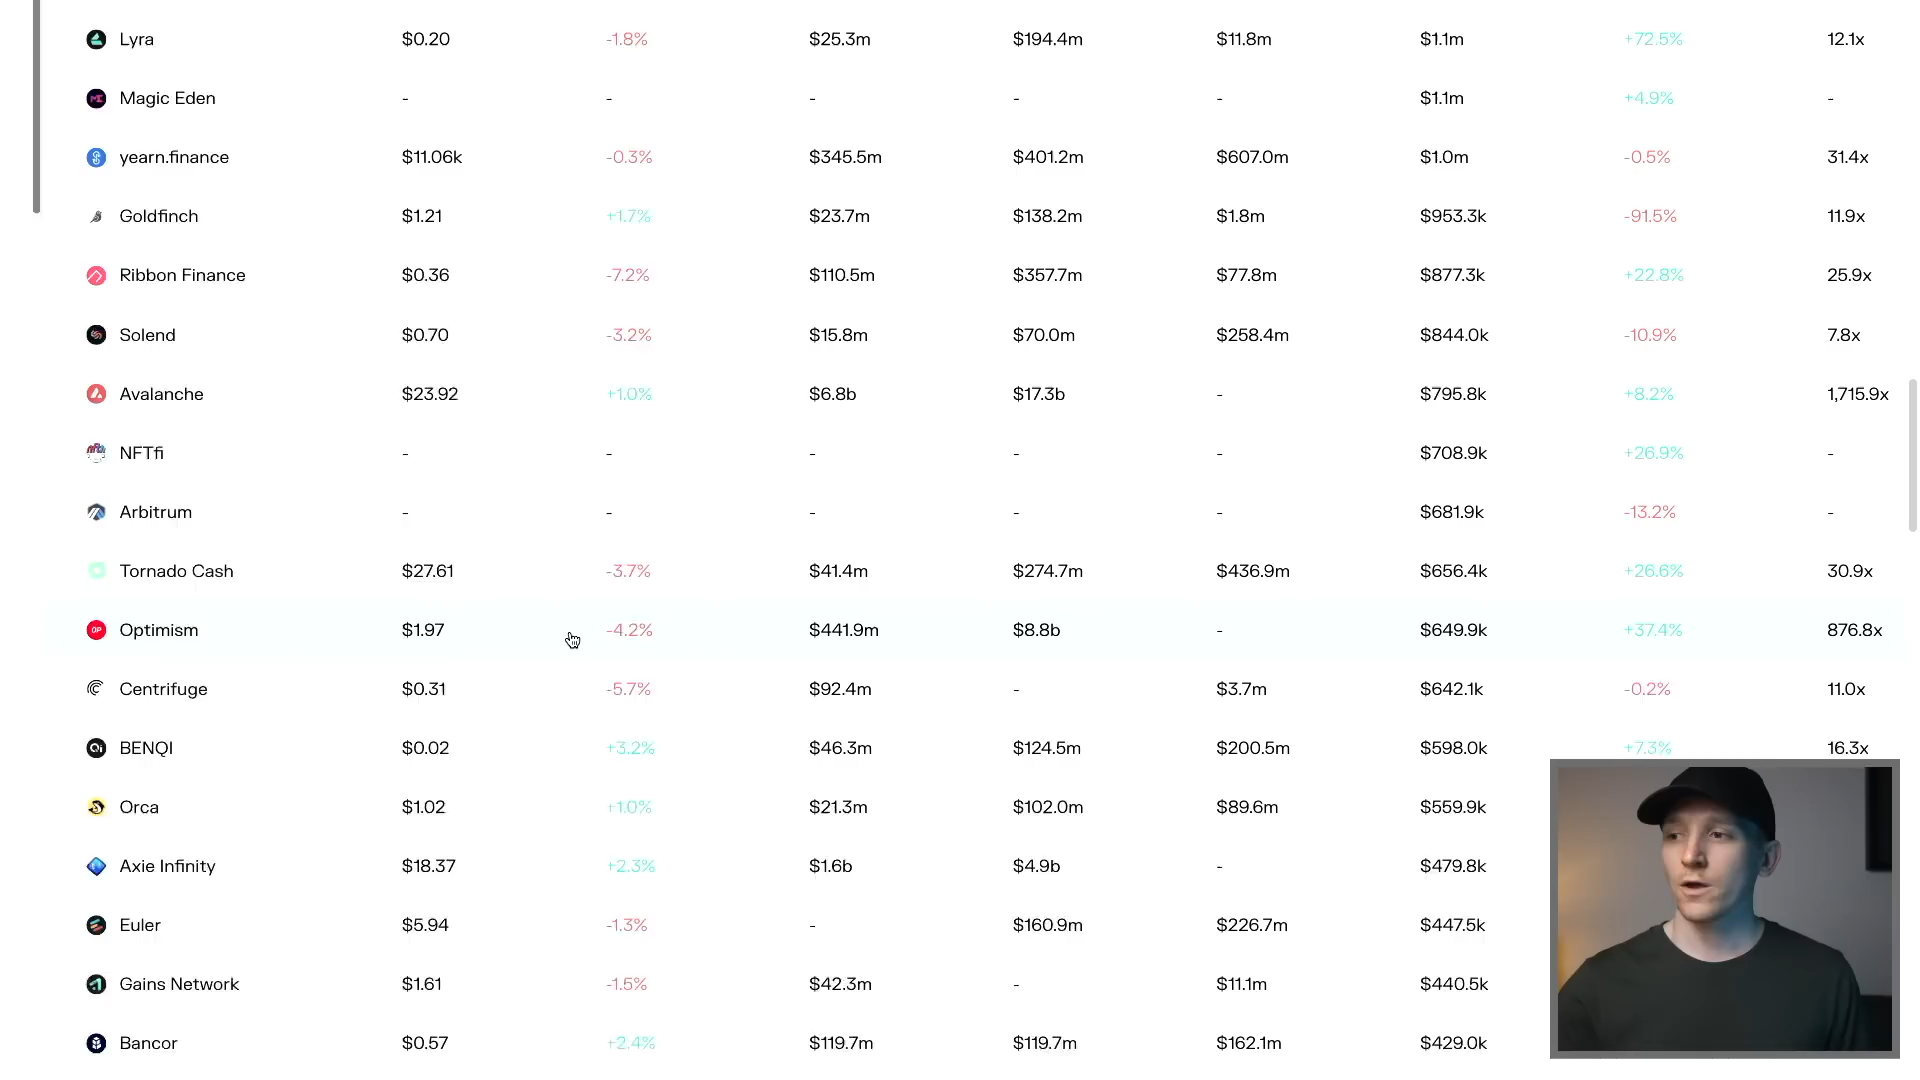 Lyra $0.20 -1.8% $25.3m $194.4m $11.8m $1.1m +72.5% 12.1x
Magic Eden - - - - - $1.1m +4.9% -
yearn.finance $11.06k -0.3% $345.5m $401.2m $607.0m $1.0m -0.5% 31.4x
Goldfinch $1.21 +1.7% $23.7m $138.2m $1.8m $953.3k -91.5% 11.9x
Ribbon Finance $0.36 -7.2% $110.5m $357.7m $77.8m $877.3k +22.8% 25.9x
Solend $0.70 -3.2% $15.8m $70.0m $258.4m $844.0k -10.9% 7.8x
Avalanche $23.92 +1.0% $6.8b $17.3b - $795.8k +8.2% 1,715.9x
NFTfi - - - - - $708.9k +26.9% -
Arbitrum - - - - - $681.9k -13.2% -
Tornado Cash $27.61 -3.7% $41.4m $274.7m $436.9m $656.4k +26.6% 30.9x
OP Optimism $1.97 -4.2% $441.9m $8.8b - $649.9k +37.4% 876.8x
Centrifuge $0.31 -5.7% $92.4m - $3.7m $642.1k -0.2% 11.0x
BENQI $0.02 +3.2% $46.3m $124.5m $200.5m $598.0k +7.3% 16.3x
Orca $1.02 +1.0% $21.3m $102.0m $89.6m $559.9k
Axie Infinity $18.37 +2.3% $1.6b $4.9b - $479.8k
Euler $5.94 -1.3% - $160.9m $226.7m $447.5k
Gains Network $1.61 -1.5% $42.3m - $11.1m $440.5k
Bancor $0.57 +2.4% $119.7m $119.7m $162.1m $429.0k